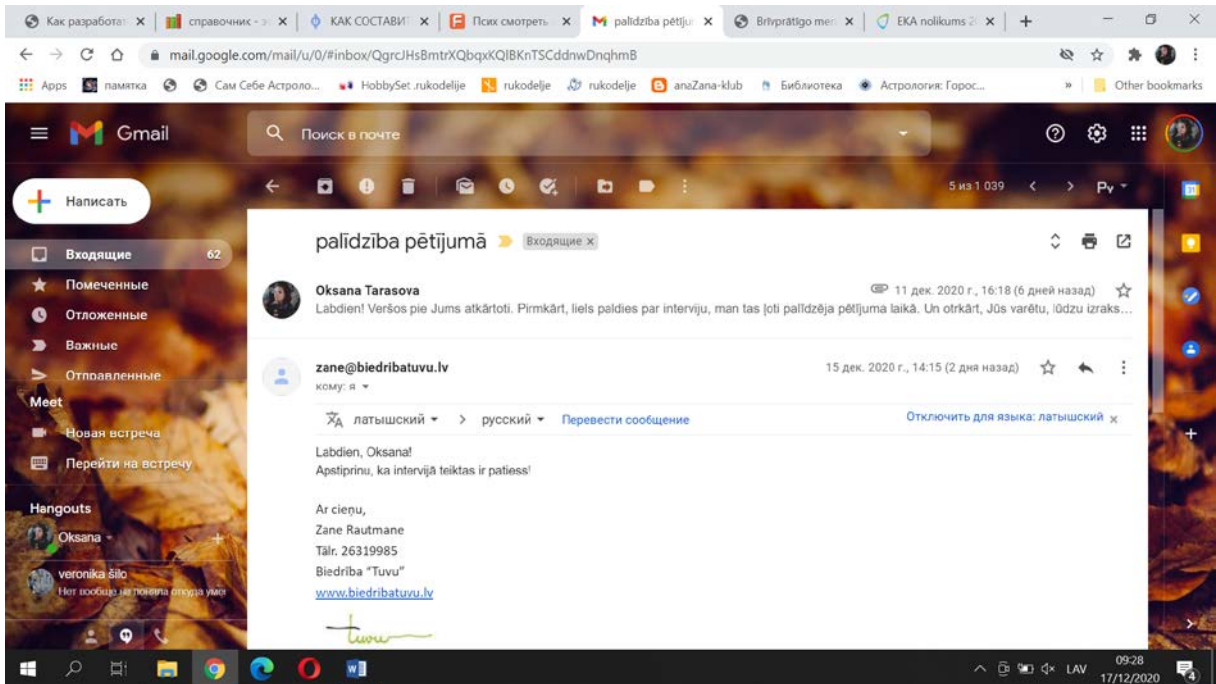 Как разработат
справочник - э
КАК СОСТАВИТ
Псих смотреть
palīdzība pētīju
Brīvprātīgo mer
EKA nolikums 2
mail.google.com/mail/u/0/#inbox/QgrcJHsBmtrXQbqxKQlBKnTSCddnwDnqhmB
Apps памятка Сам Себе Астроло... HobbySet .rukodelije rukodelje rukodelje anaZana-klub Библиотека Астрология: Горос... » Other bookmarks
Gmail
Поиск в почте
Написать
5 из 1 039
Ру
31
Входящие 62
Помеченные
Отложенные
Важные
Отправленные
Meet
Новая встреча
Перейти на встречу
Hangouts
Oksana
veronika šilo
Нет вообще не поняла откуда
palīdzība pētījumā Входящие x
Oksana Tarasova 11 дек. 2020 г., 16:18 (6 дней назад)
Labdien! Veršos pie Jums atkārtoti. Pirmkārt, liels paldies par interviju, man tas ļoti palīdzēja pētījuma laikā. Un otrkārt, Jūs varētu, lūdzu izraks...
zane@biedribatuvu.lv 15 дек. 2020 г., 14:15 (2 дня назад)
кому: я
латышский > русский Перевести сообщение Отключить для языка: латышский x
Labdien, Oksana!
Apstiprinu, ka intervijā teiktas ir patiess!
Ar cieņu,
Zane Rautmane
Tālr. 26319985
Biedrība "Tuvu"
www.biedribatuvu.lv
tuvu
LAV 09:28
17/12/2020
4